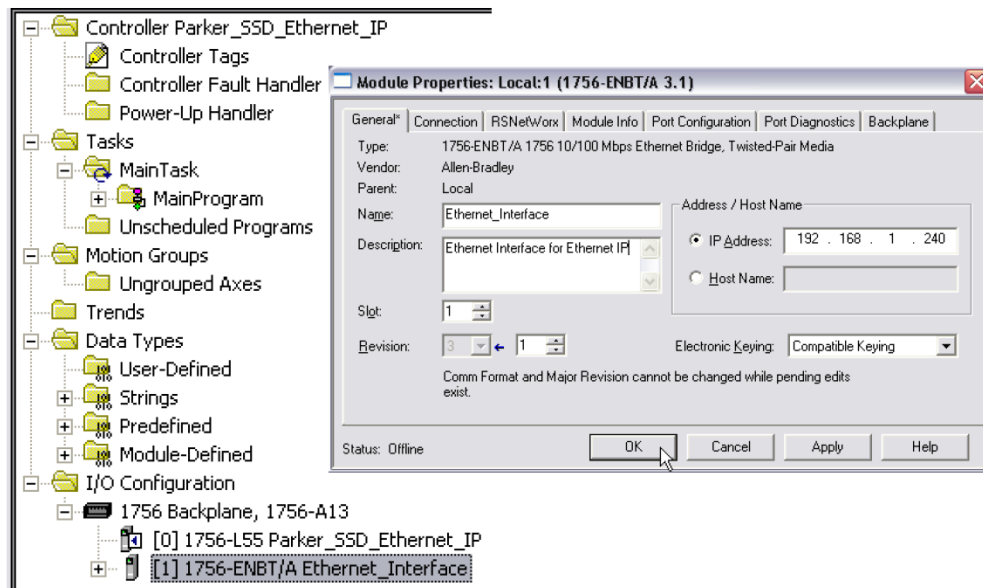 Controller Parker_SSD_Ethernet_IP
Controller Tags
Controller Fault Handler
Power-Up Handler
Tasks
MainTask
MainProgram
Unscheduled Programs
Motion Groups
Ungrouped Axes
Trends
Data Types
User-Defined
Strings
Predefined
Module-Defined
I/O Configuration
1756 Backplane, 1756-A13
[0] 1756-L55 Parker_SSD_Ethernet_IP
[1] 1756-ENBT/A Ethernet_Interface
Module Properties: Local:1 (1756-ENBT/A 3.1)
General* Connection RSNetWorx Module Info Port Configuration Port Diagnostics Backplane
Type: 1756-ENBT/A 1756 10/100 Mbps Ethernet Bridge, Twisted-Pair Media
Vendor: Allen-Bradley
Parent: Local
Name: Ethernet_Interface
Description: Ethernet Interface for Ethernet IP
Address / Host Name
IP Address: 192 . 168 . 1 . 240
Host Name:
Slot: 1
Revision: 3 1
Electronic Keying: Compatible Keying
Comm Format and Major Revision cannot be changed while pending edits
exist.
Status: Offline
OK Cancel Apply Help